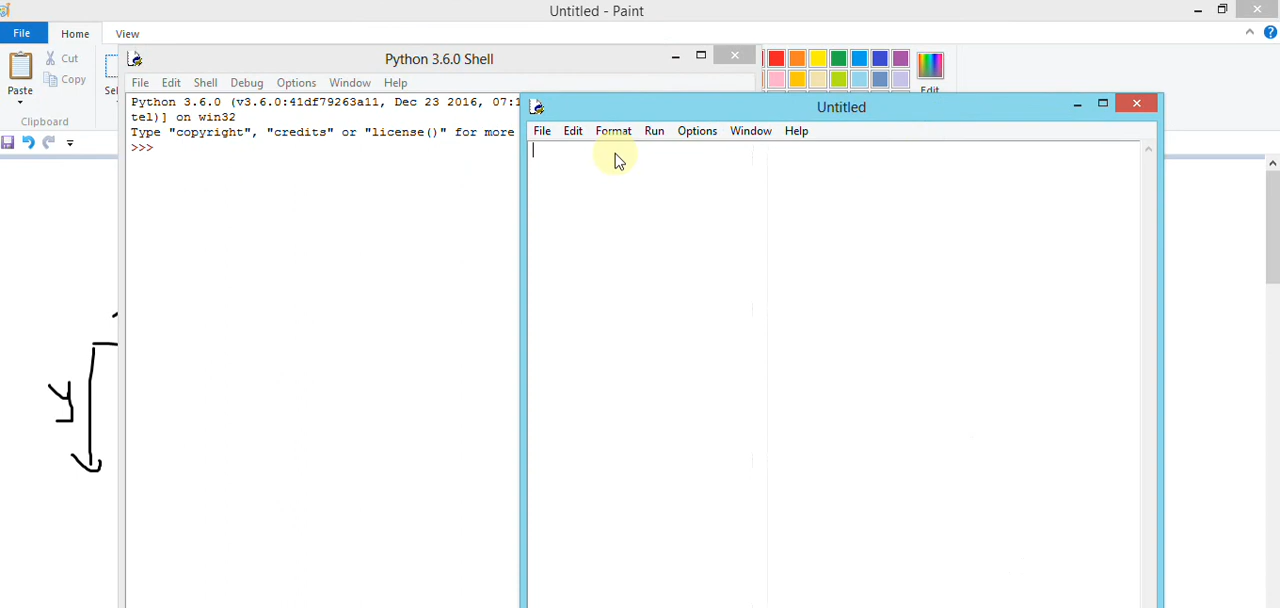 Untitled - Paint
File Home View
Cut
Copy
Paste
Clipboard
Python 3.6.0 Shell
File Edit Shell Debug Options Window Help
Python 3.6.0 (v3.6.0:41df79263a11, Dec 23 2016, 07:1
tel)] on win32
Type "copyright", "credits" or "license()" for more
>>>
Untitled
File Edit Format Run Options Window Help